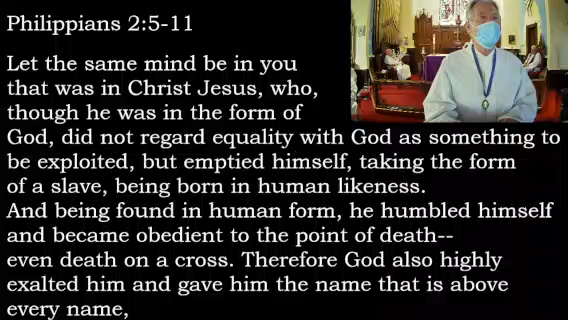 Philippians 2:5-11
Let the same mind be in you
that was in Christ Jesus, who,
though he was in the form of
God, did not regard equality with God as something to
be exploited, but emptied himself, taking the form
of a slave, being born in human likeness.
And being found in human form, he humbled himself
and became obedient to the point of death--
even death on a cross. Therefore God also highly
exalted him and gave him the name that is above
every name,